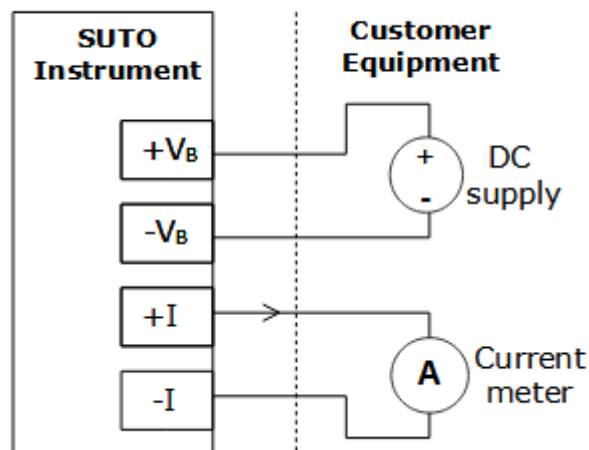 SUTO
Instrument
Customer
Equipment
+VB
-VB
+I
-I
+
-
DC
supply
A
Current
meter